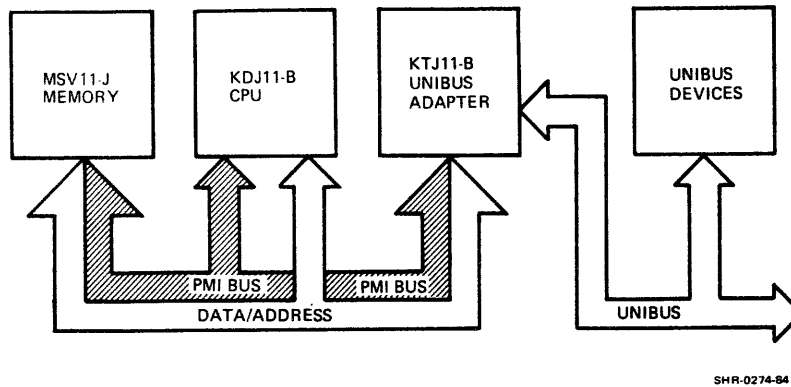 MSV11-J
MEMORY
KDJ11-B
CPU
KTJ11-B
UNIBUS
ADAPTER
UNIBUS
DEVICES
PMI BUS
PMI BUS
DATA/ADDRESS
UNIBUS
SHR-0274-84